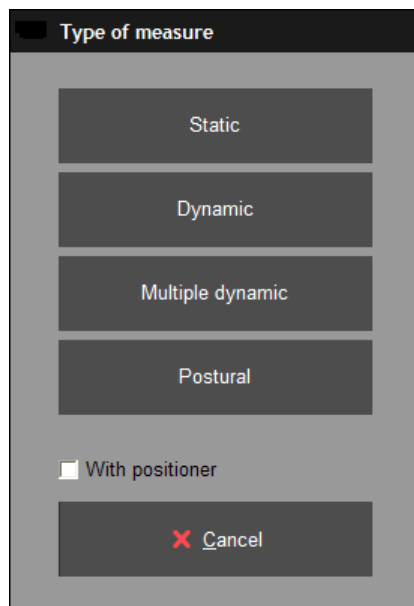 Type of measure
Static
Dynamic
Multiple dynamic
Postural
With positioner
Cancel